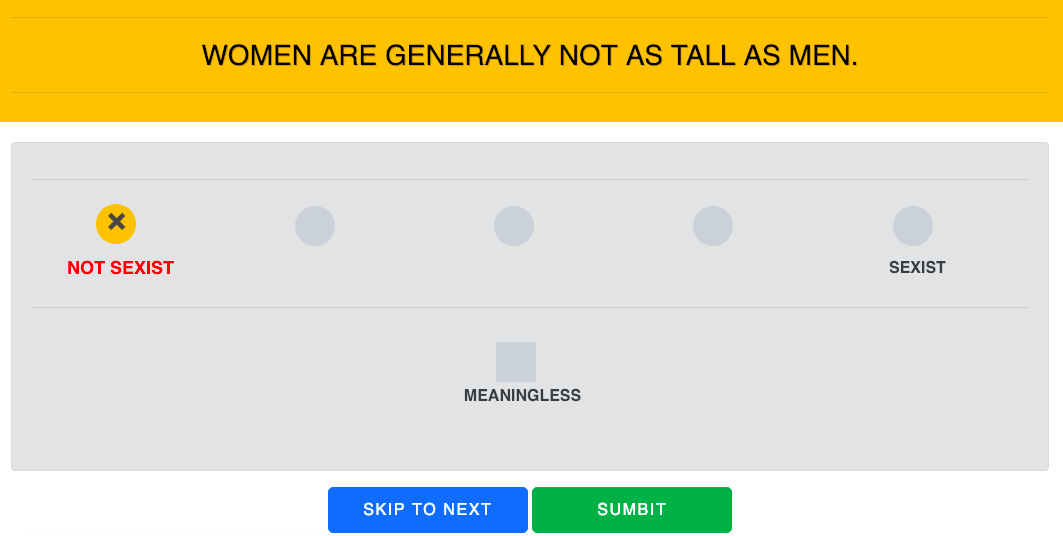 WOMEN ARE GENERALLY NOT AS TALL AS MEN.
NOT SEXIST
SEXIST
MEANINGLESS
SKIP TO NEXT
SUMBIT